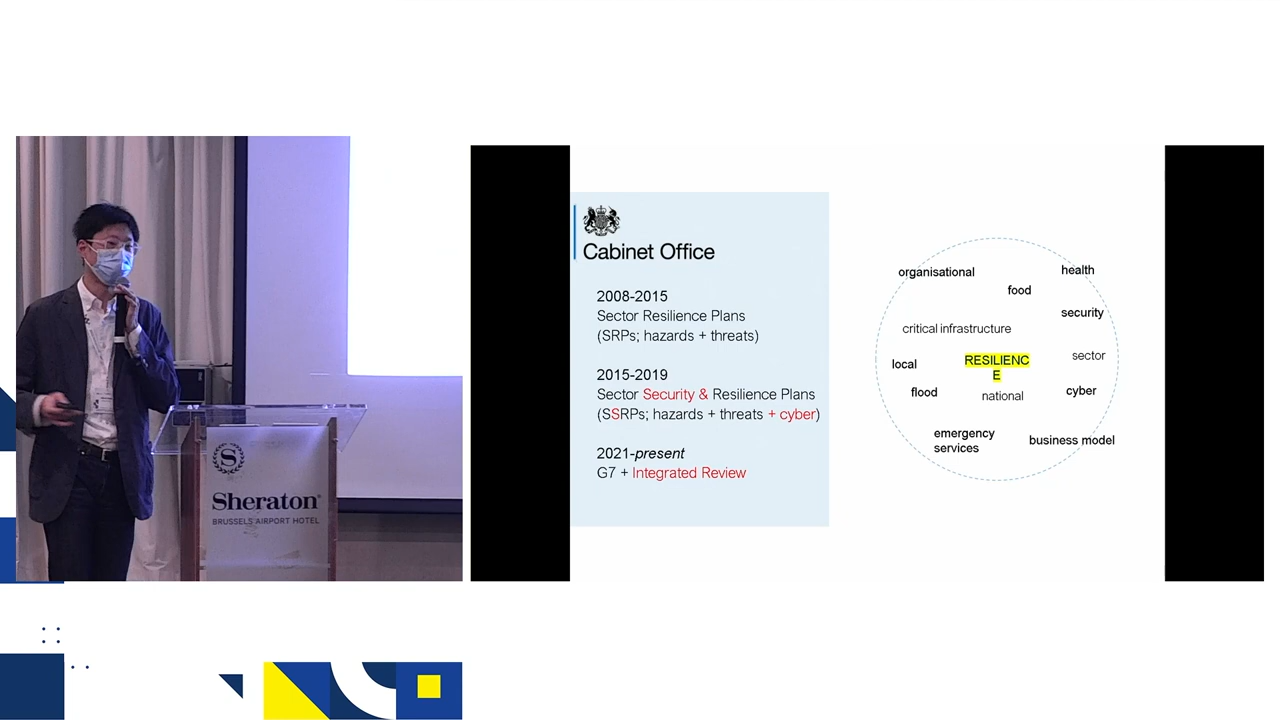 S
Sheraton
BRUSSELS AIRPORT HOTEL
Cabinet Office
2008-2015
Sector Resilience Plans
(SRPs; hazards + threats)
2015-2019
Sector Security & Resilience Plans
(SSRPs; hazards + threats + cyber)
2021-present
G7 + Integrated Review
organisational
health
food
security
critical infrastructure
RESILIENC
E
sector
local
flood
national
cyber
emergency
services
business model